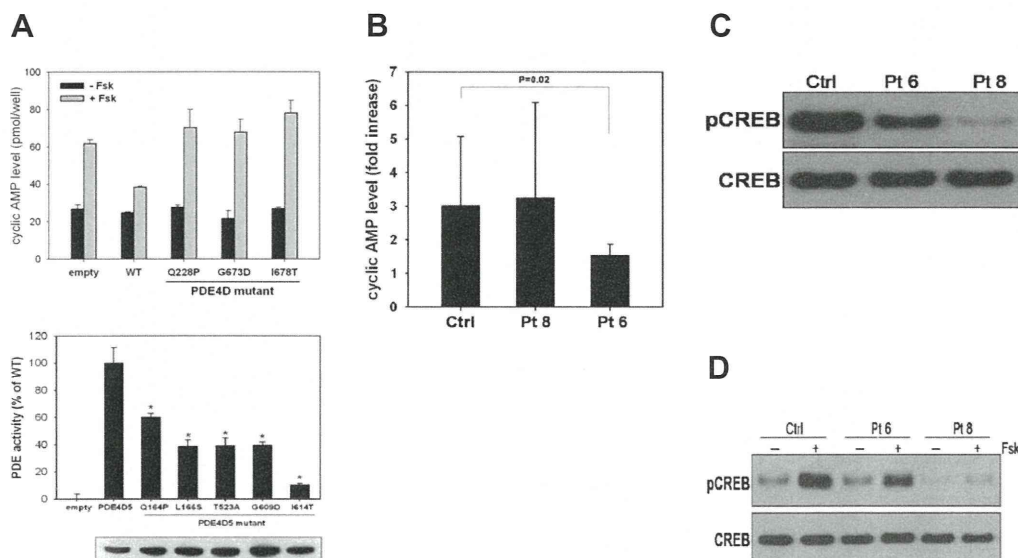 A
cyclic AMP level (pmol/well)
100
80
60
40
20
0
- Fsk
+ Fsk
empty WT Q228P G673D I678T
PDE4D mutant
PDE activity (% of WT)
120
100
80
60
40
20
0
* * * * *
empty PDE4D5 Q164P L166S T523A G609D I614T
PDE4D5 mutant
B
cyclic AMP level (fold inrease)
7
6
5
4
3
2
1
0
P=0.02
Ctrl Pt 8 Pt 6
C
Ctrl Pt 6 Pt 8
pCREB
CREB
D
Ctrl Pt 6 Pt 8
– + – + – + Fsk
pCREB
CREB